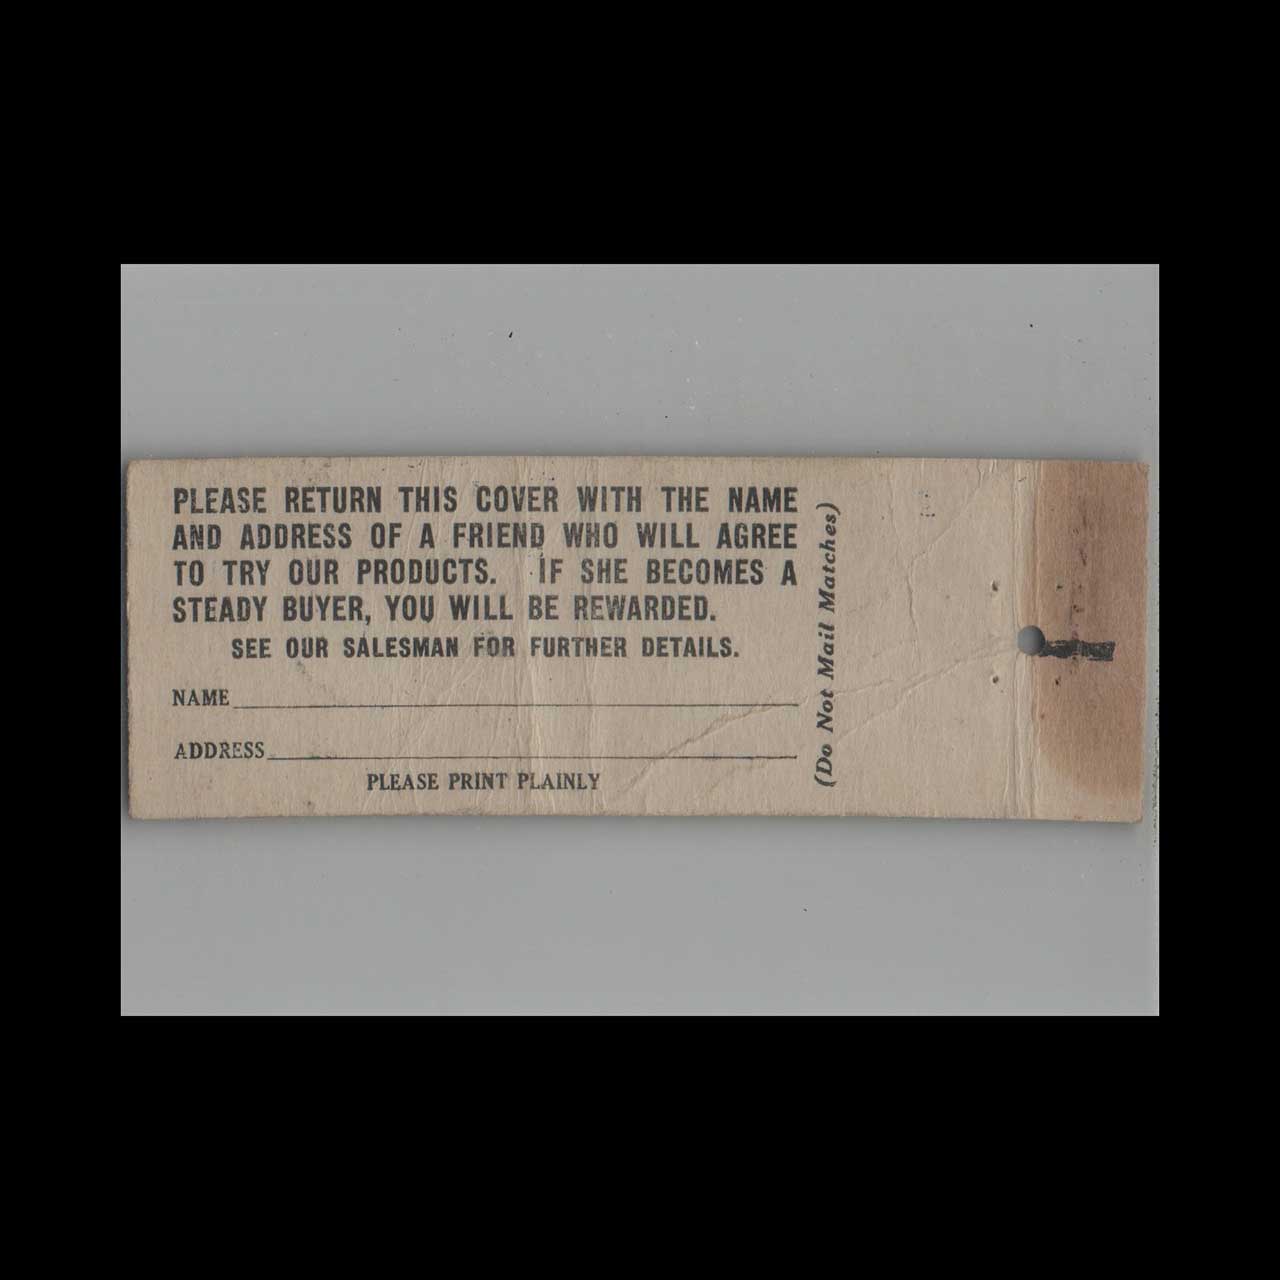 PLEASE RETURN THIS COVER WITH THE NAME
AND ADDRESS OF A FRIEND WHO WILL AGREE
TO TRY OUR PRODUCTS. IF SHE BECOMES A
STEADY BUYER, YOU WILL BE REWARDED.
SEE OUR SALESMAN FOR FURTHER DETAILS.
NAME
ADDRESS
PLEASE PRINT PLAINLY
(Do Not Mail Matches)